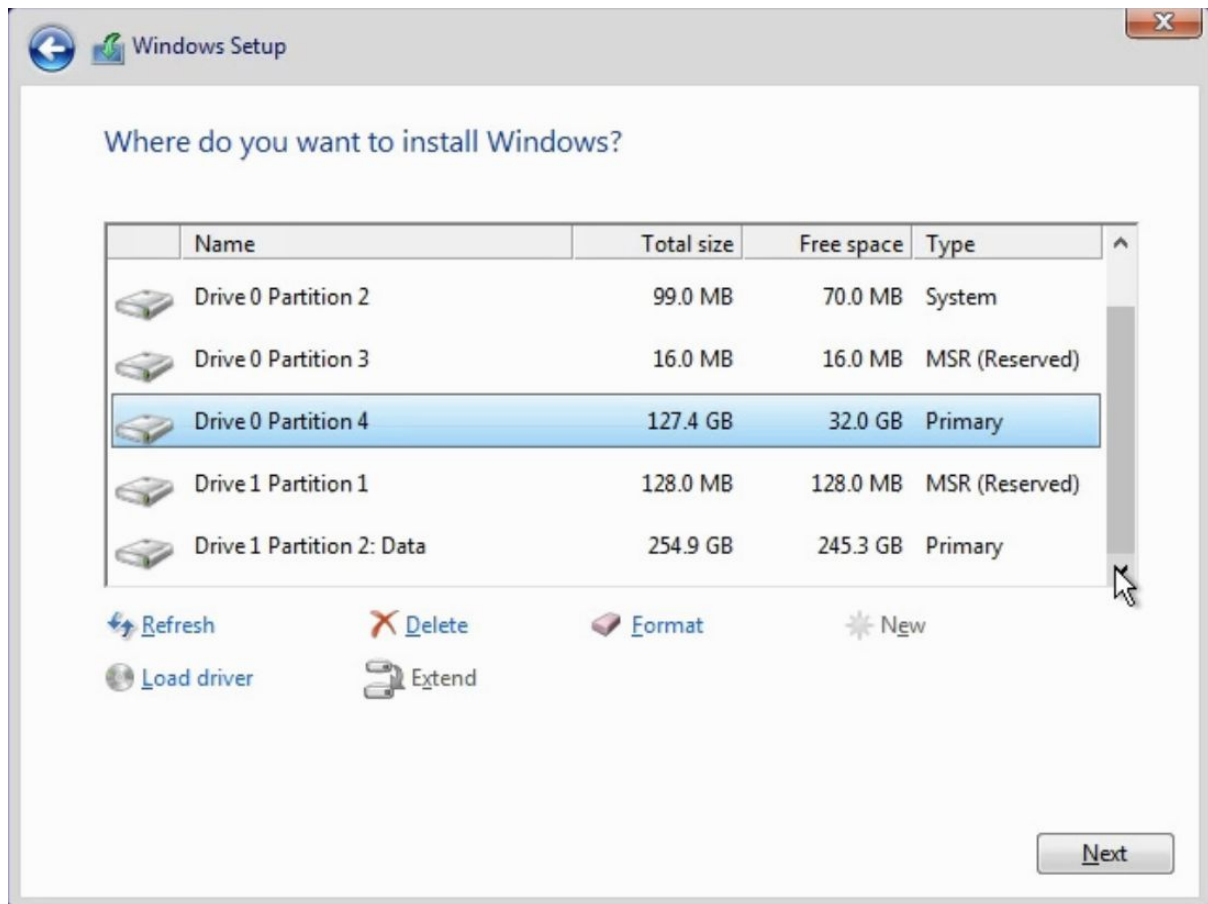 Windows Setup
Where do you want to install Windows?
Name Total size Free space Type
Drive 0 Partition 2 99.0 MB 70.0 MB System
Drive 0 Partition 3 16.0 MB 16.0 MB MSR (Reserved)
Drive 0 Partition 4 127.4 GB 32.0 GB Primary
Drive 1 Partition 1 128.0 MB 128.0 MB MSR (Reserved)
Drive 1 Partition 2: Data 254.9 GB 245.3 GB Primary
Refresh Delete Format New
Load driver Extend
Next